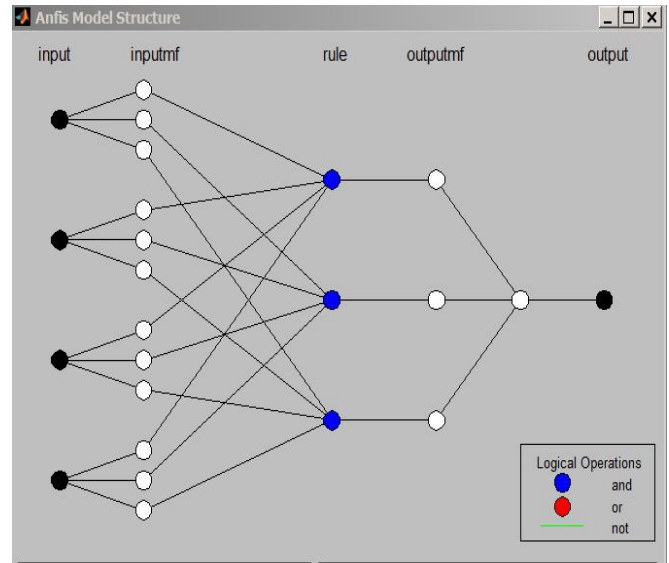 Anfis Model Structure
input inputmf rule outputmf output
Logical Operations
and
or
not